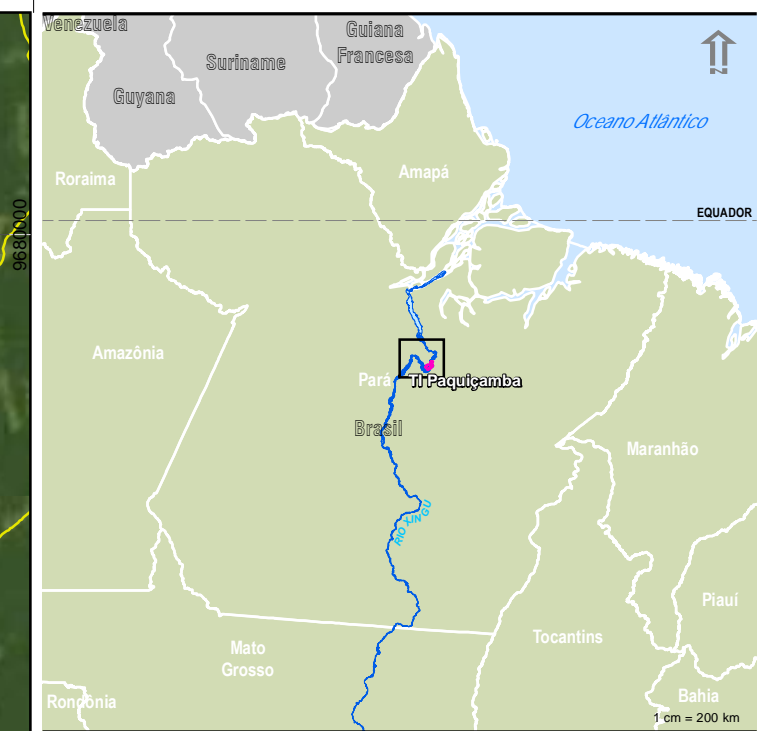 Venezuela
Guiana
Francesa
Suriname
Guyana
N
Oceano Atlântico
Roraima
Amapá
EQUADOR
9680000
Amazônia
Pará
TI Paquiçamba
Brasil
Maranhão
RIO XINGU
Piauí
Tocantins
Mato
Grosso
Rondônia
Bahia
1 cm = 200 km